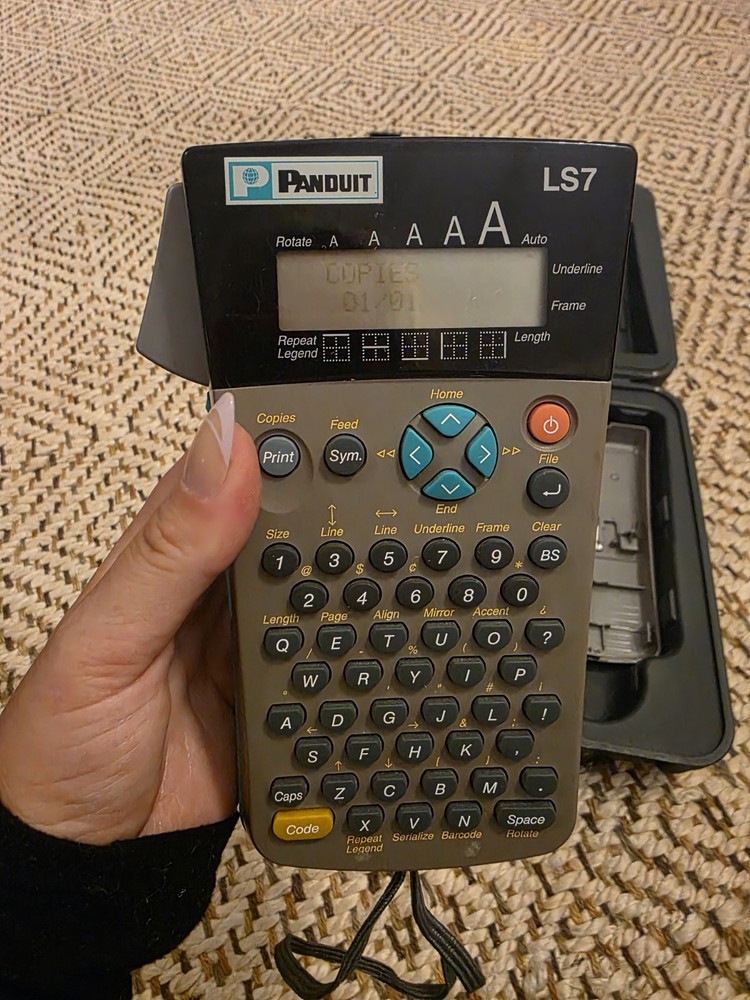 P PANDUIT
LS7
Rotate A A A A A Auto
COPIES
01/01
Underline
Frame
Repeat
Legend
Length
Home
Copies
Feed
Print
Sym.
File
End
Size
Line
Line
Underline
Frame
Clear
1 3 5 7 9 BS
@ $ ¢ *
2 4 6 8 0
Length Page Align Mirror Accent ¿
Q E T U O ?
/ - % ( )
W R Y I P
° ' " # ¡
A D G J L !
← → & ;
S F H K ,
↑ ↓ [ ] :
Caps Z C B M .
Code X V N Space
Repeat
Legend
Serialize Barcode Rotate